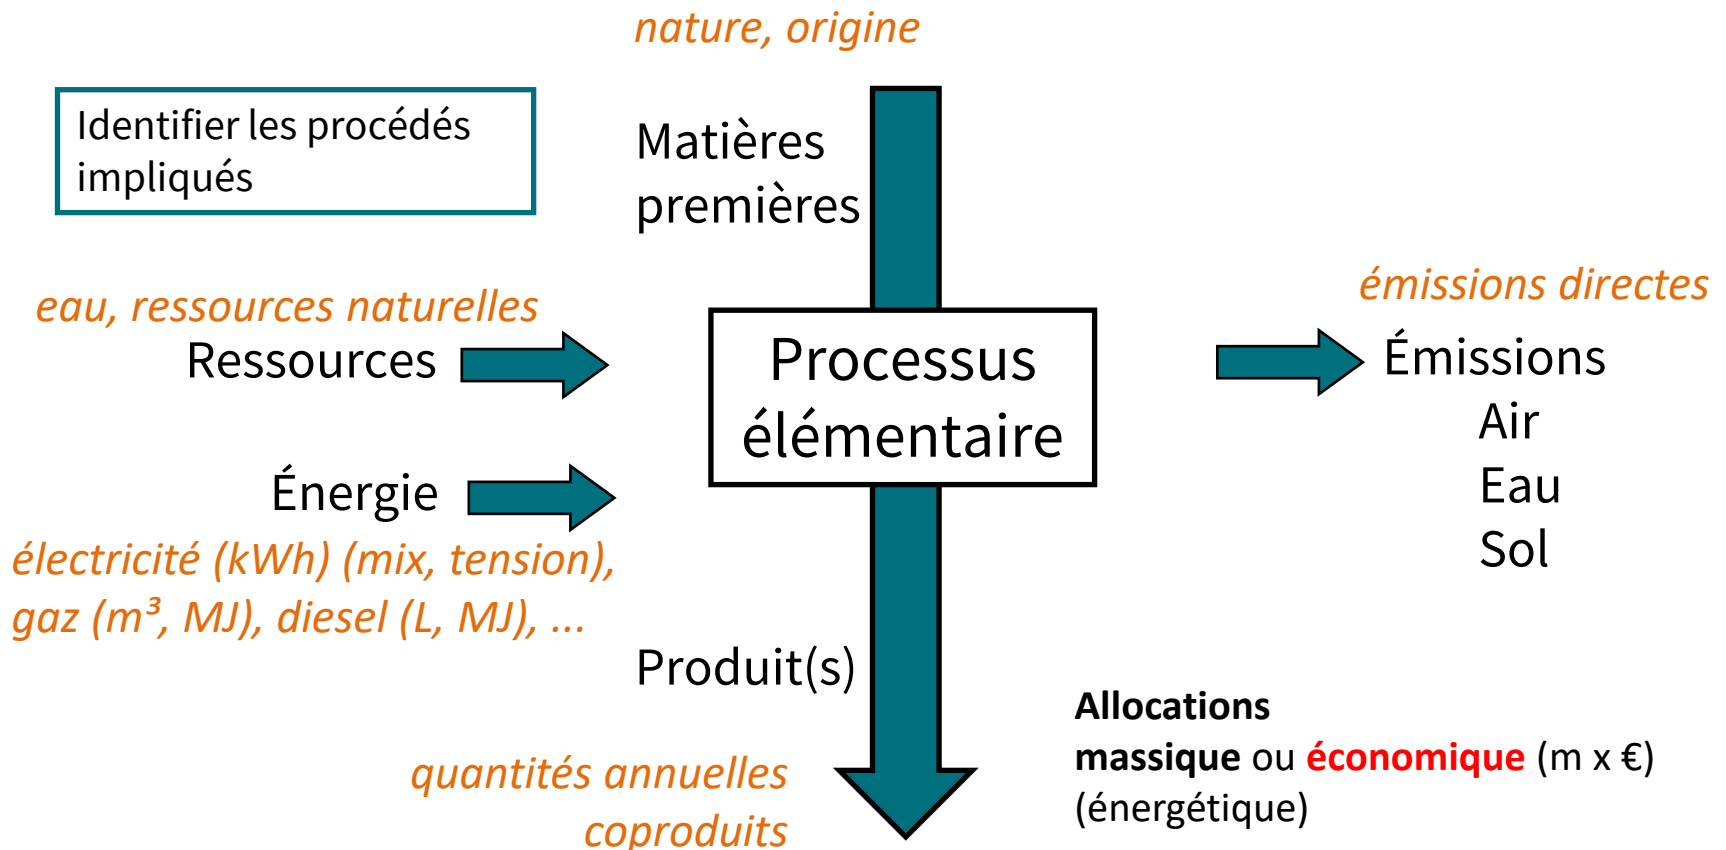 nature, origine
Identifier les procédés
impliqués
Matières
premières
eau, ressources naturelles
Ressources
Énergie
électricité (kWh) (mix, tension),
gaz (m³, MJ), diesel (L, MJ), ...
Processus
élémentaire
émissions directes
Émissions
Air
Eau
Sol
Produit(s)
quantités annuelles
coproduits
Allocations
massique ou économique (m x €)
(énergétique)